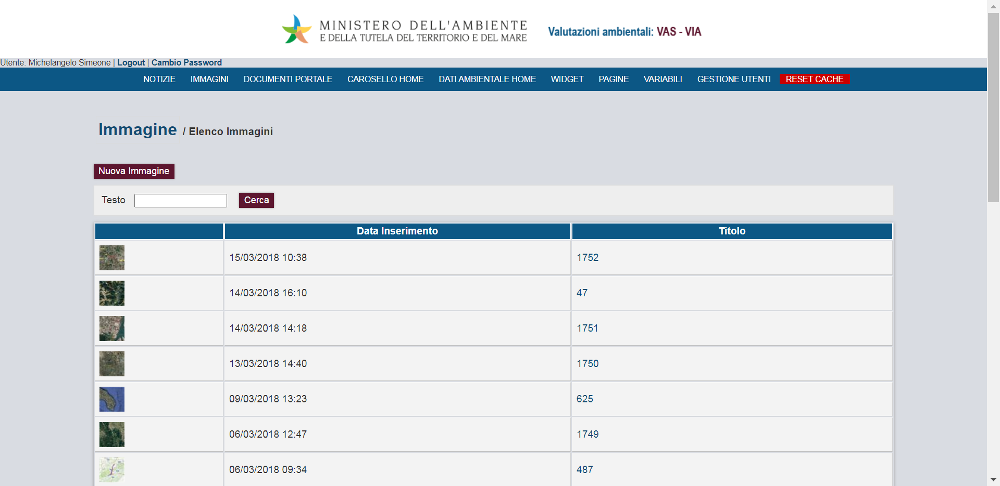 MINISTERO DELL'AMBIENTE
E DELLA TUTELA DEL TERRITORIO E DEL MARE
Valutazioni ambientali: VAS - VIA
Utente: Michelangelo Simeone | Logout | Cambio Password
NOTIZIE IMMAGINI DOCUMENTI PORTALE CAROSELLO HOME DATI AMBIENTALE HOME WIDGET PAGINE VARIABILI GESTIONE UTENTI RESET CACHE
Immagine / Elenco Immagini
Nuova Immagine
Testo Cerca
Data Inserimento Titolo
15/03/2018 10:38 1752
14/03/2018 16:10 47
14/03/2018 14:18 1751
13/03/2018 14:40 1750
09/03/2018 13:23 625
06/03/2018 12:47 1749
06/03/2018 09:34 487